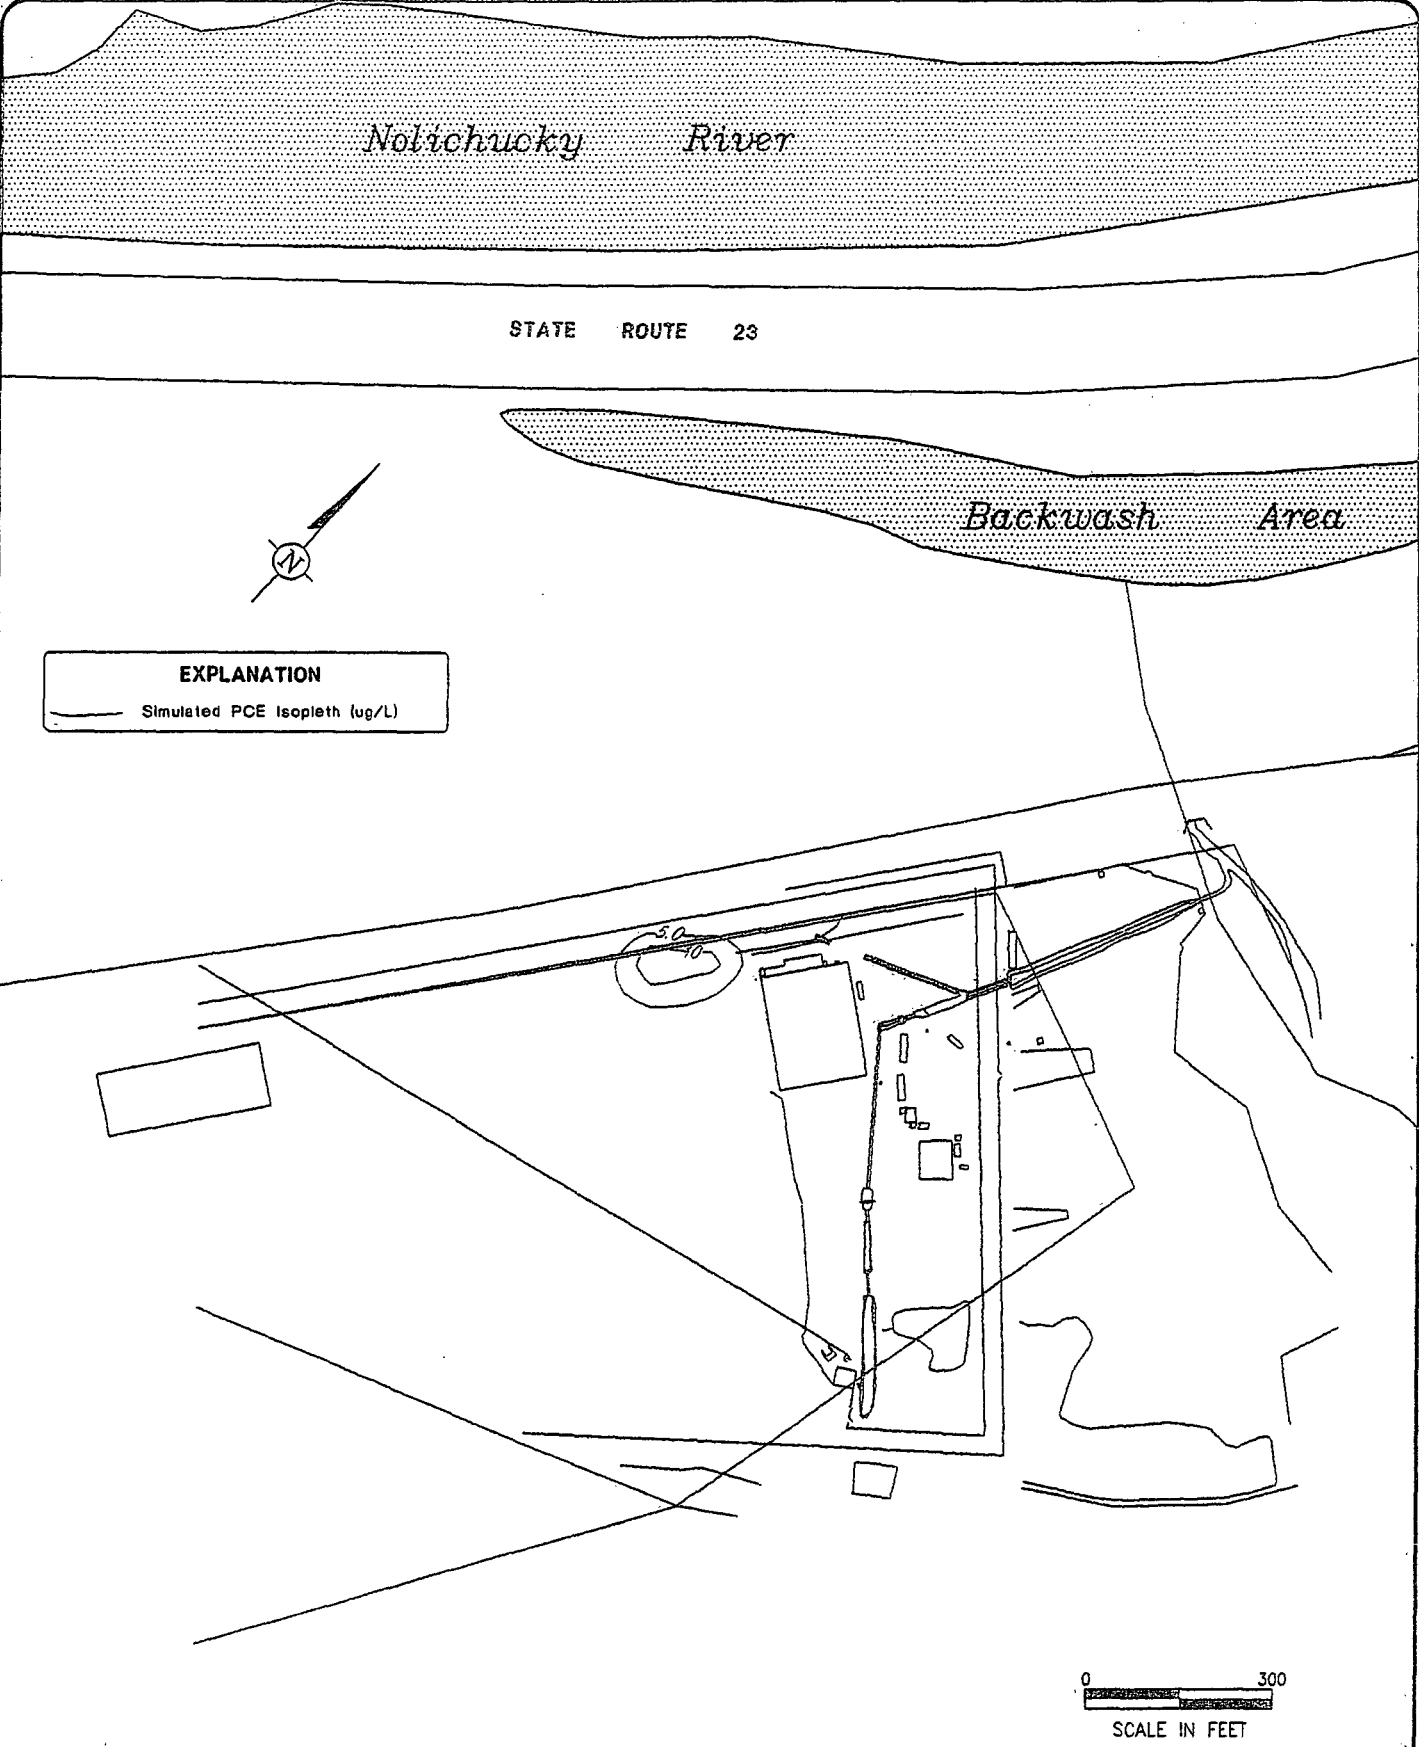 Nolichucky River
STATE ROUTE 23
Backwash Area
N
EXPLANATION
Simulated PCE Isopleth (ug/L)
5.0
10
0 300
SCALE IN FEET